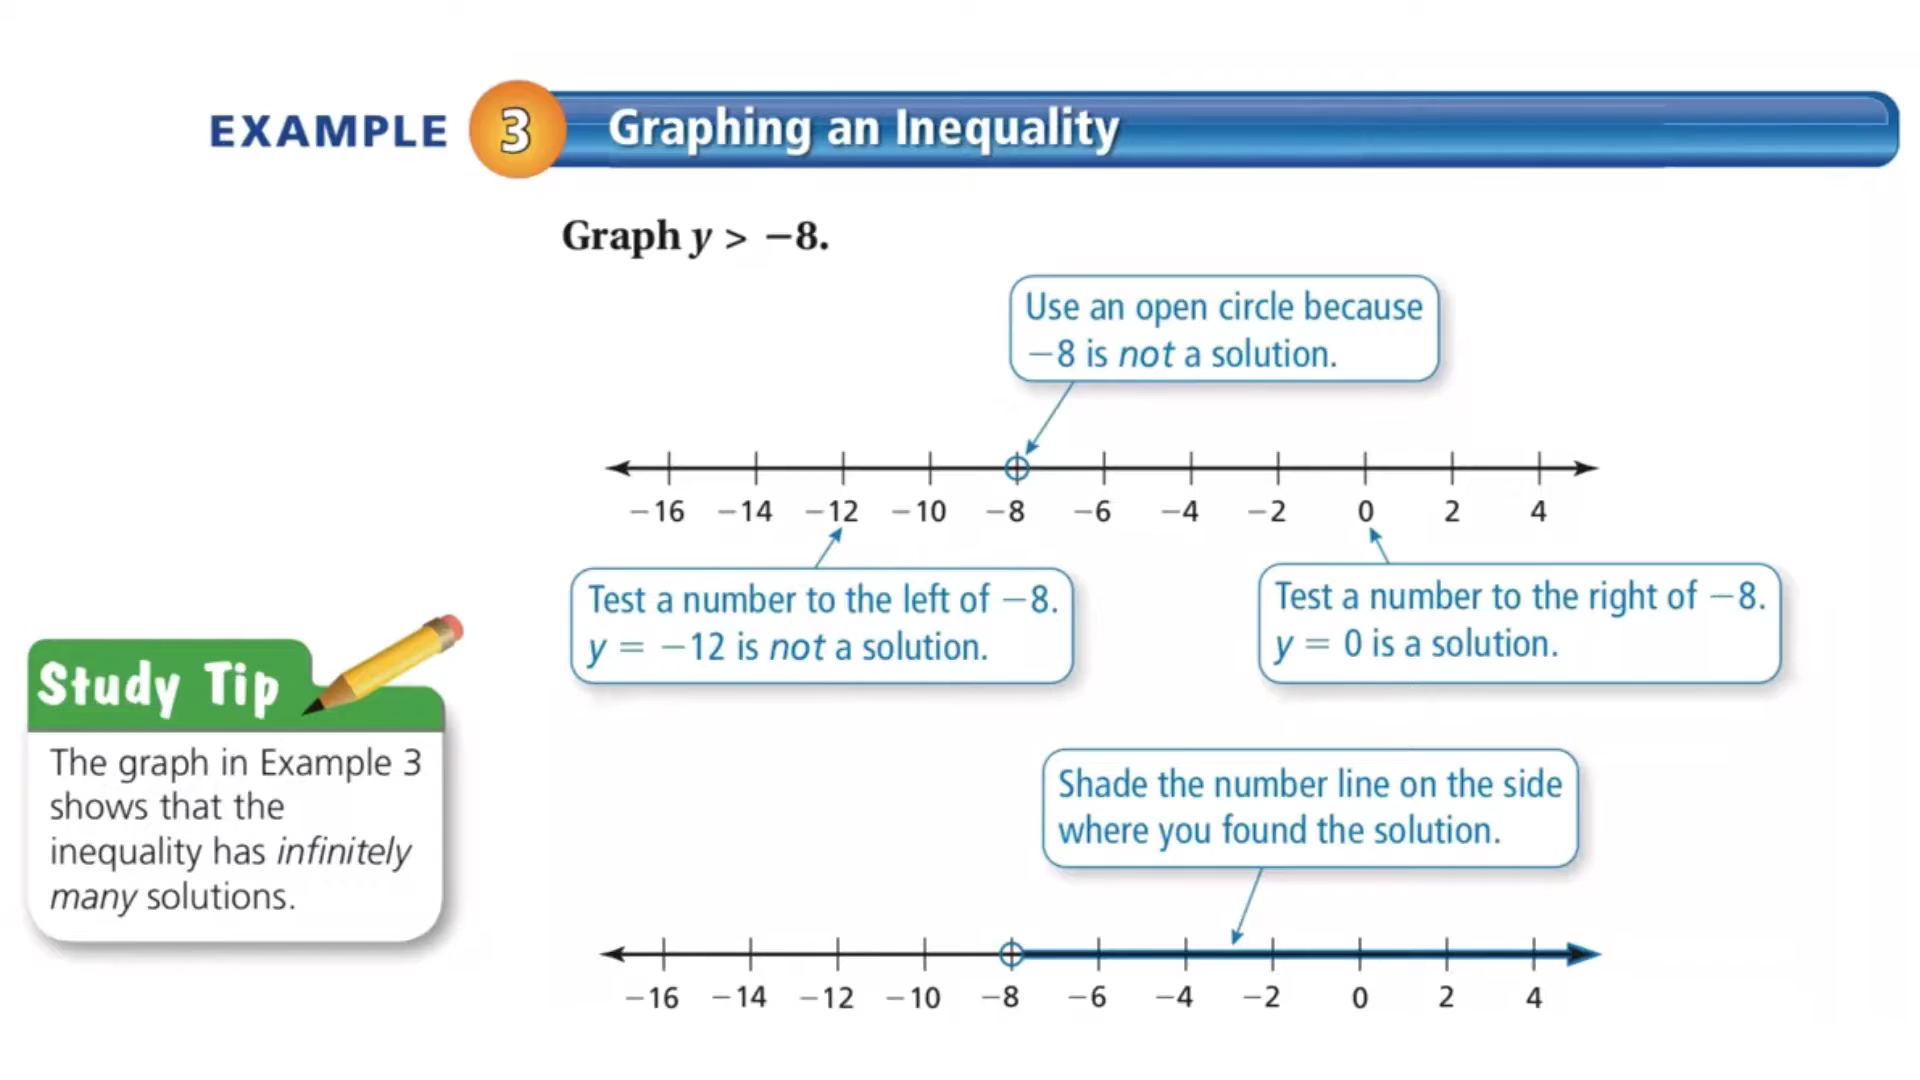 EXAMPLE 3 Graphing an Inequality
Graph y > −8.
Use an open circle because
−8 is not a solution.
−16 −14 −12 −10 −8 −6 −4 −2 0 2 4
Test a number to the left of −8.
y = −12 is not a solution.
Test a number to the right of −8.
y = 0 is a solution.
Study Tip
The graph in Example 3
shows that the
inequality has infinitely
many solutions.
Shade the number line on the side
where you found the solution.
−16 −14 −12 −10 −8 −6 −4 −2 0 2 4